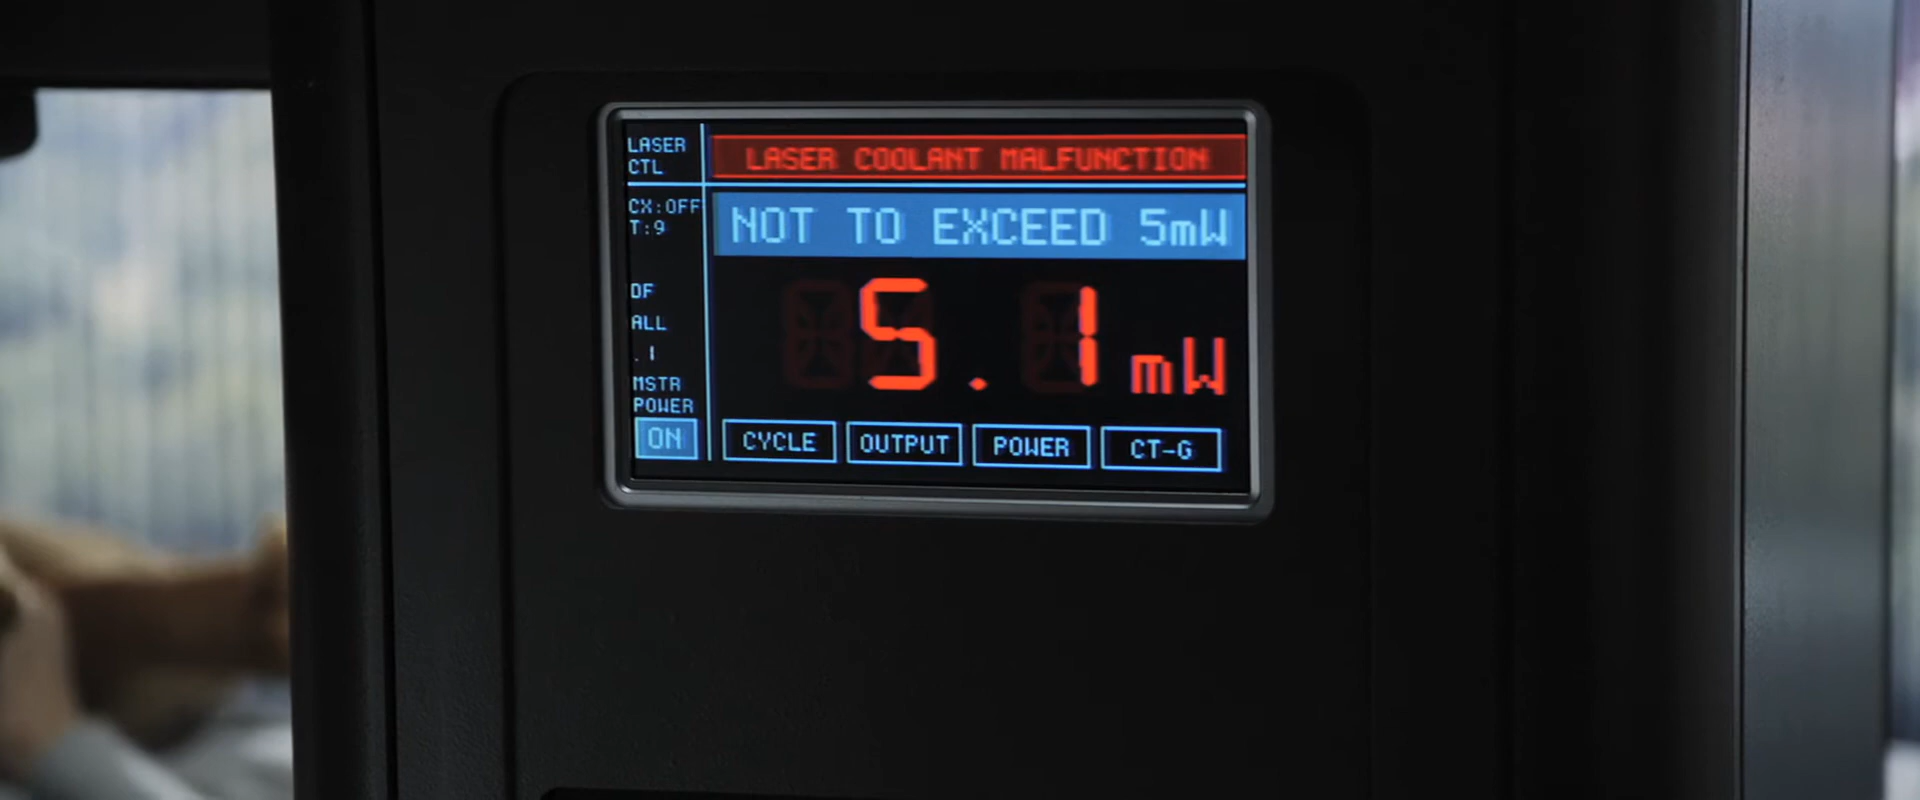 LASER
CTL
LASER COOLANT MALFUNCTION
CX:OFF
T:9
NOT TO EXCEED 5mW
DF
ALL
.1
5.1 mW
MSTR
POWER
ON
CYCLE
OUTPUT
POWER
CT-G